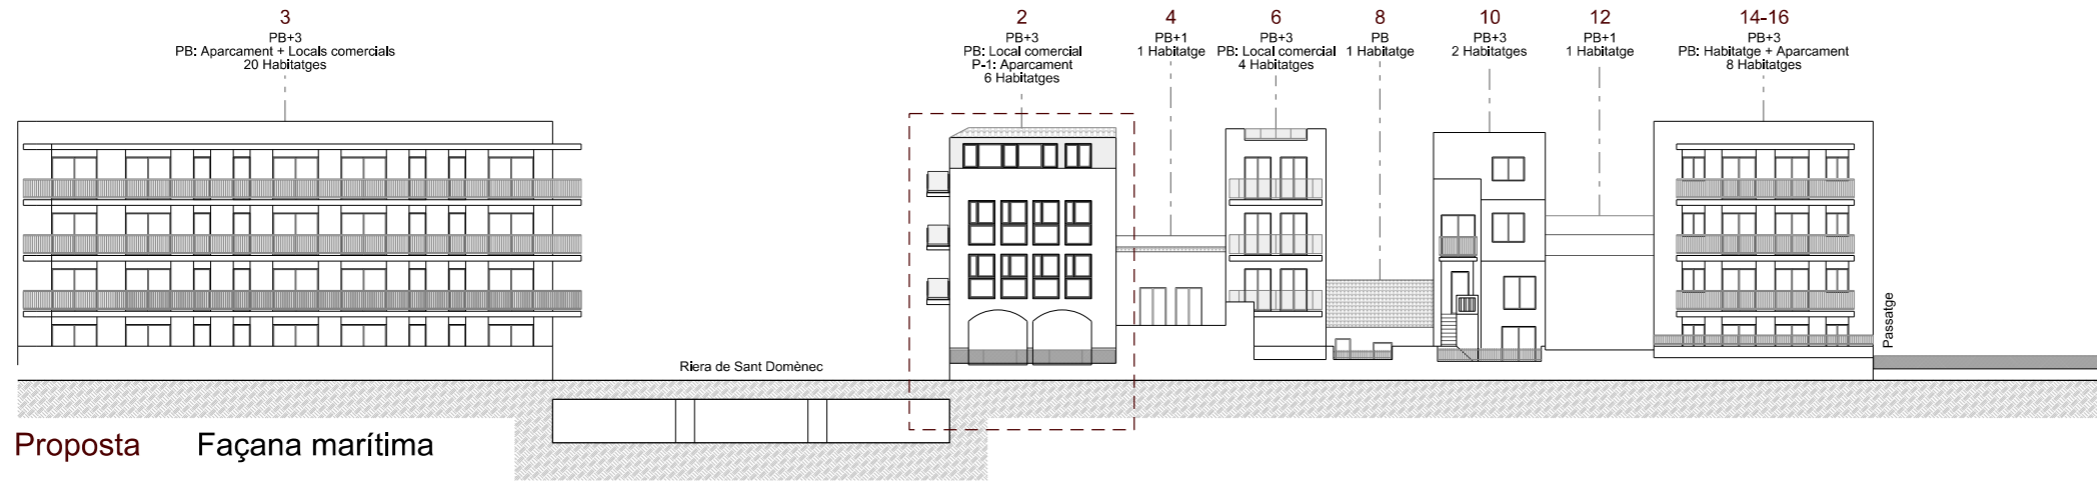 3
PB+3
PB: Aparcament + Locals comercials
20 Habitatges
2
PB+3
PB: Local comercial
P-1: Aparcament
6 Habitatges
4
PB+1
1 Habitatge
6
PB+3
PB: Local comercial
4 Habitatges
8
PB
1 Habitatge
10
PB+3
2 Habitatges
12
PB+1
1 Habitatge
14-16
PB+3
PB: Habitatge + Aparcament
8 Habitatges
Passatge
Riera de Sant Domènec
Proposta Façana marítima